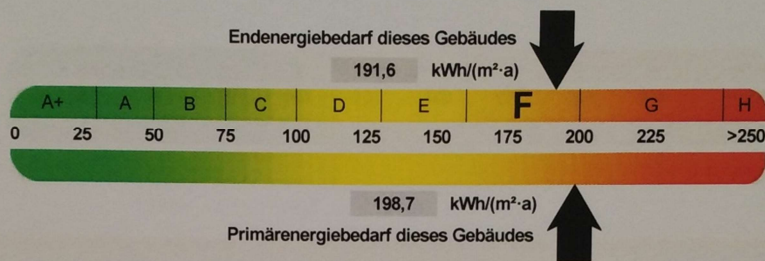 Endenergiebedarf dieses Gebäudes
191,6 kWh/(m²·a)
A+ A B C D E F G H
0 25 50 75 100 125 150 175 200 225 >250
198,7 kWh/(m²·a)
Primärenergiebedarf dieses Gebäudes